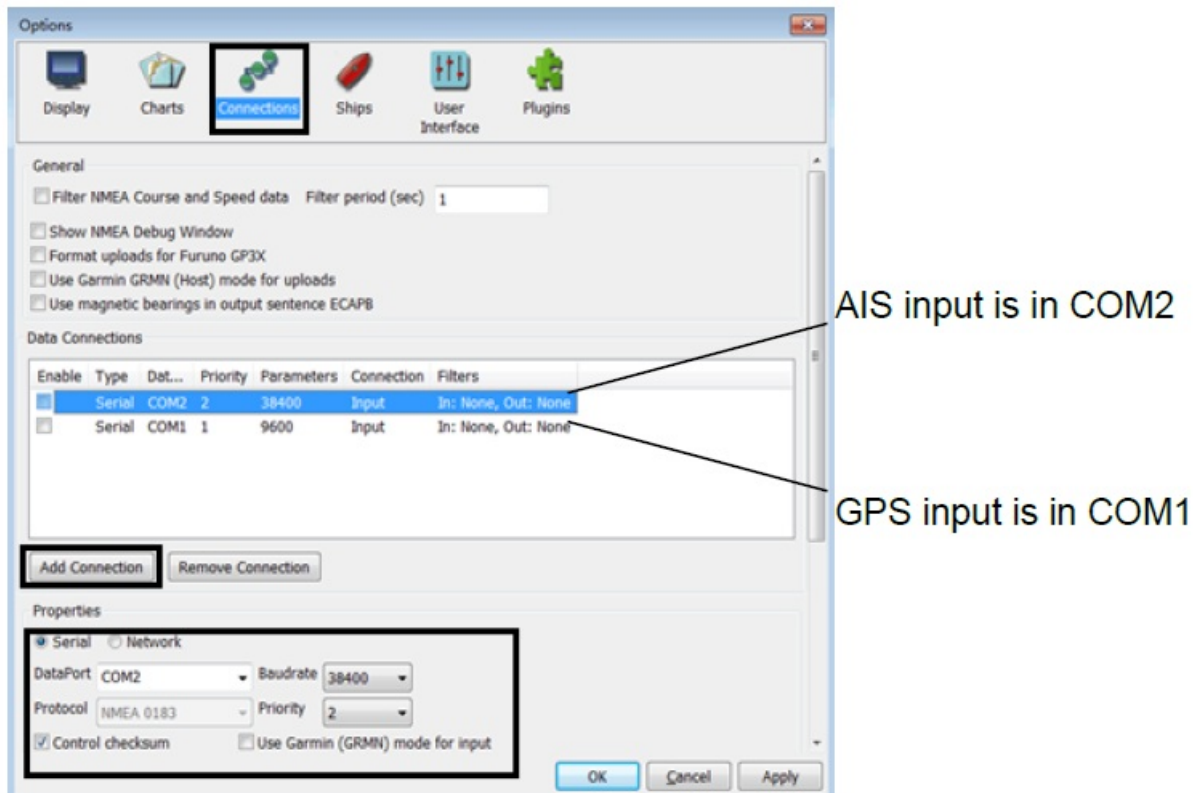 Options
Display Charts Connections Ships User Interface Plugins
General
Filter NMEA Course and Speed data Filter period (sec) 1
Show NMEA Debug Window
Format uploads for Furuno GP3X
Use Garmin GRMN (Host) mode for uploads
Use magnetic bearings in output sentence ECAPB
AIS input is in COM2
Data Connections
Enable Type Dat... Priority Parameters Connection Filters
Serial COM2 2 38400 Input In: None, Out: None
Serial COM1 1 9600 Input In: None, Out: None
GPS input is in COM1
Add Connection Remove Connection
Properties
Serial Network
DataPort COM2 Baudrate 38400
Protocol NMEA 0183 Priority 2
Control checksum Use Garmin (GRMN) mode for input
OK Cancel Apply